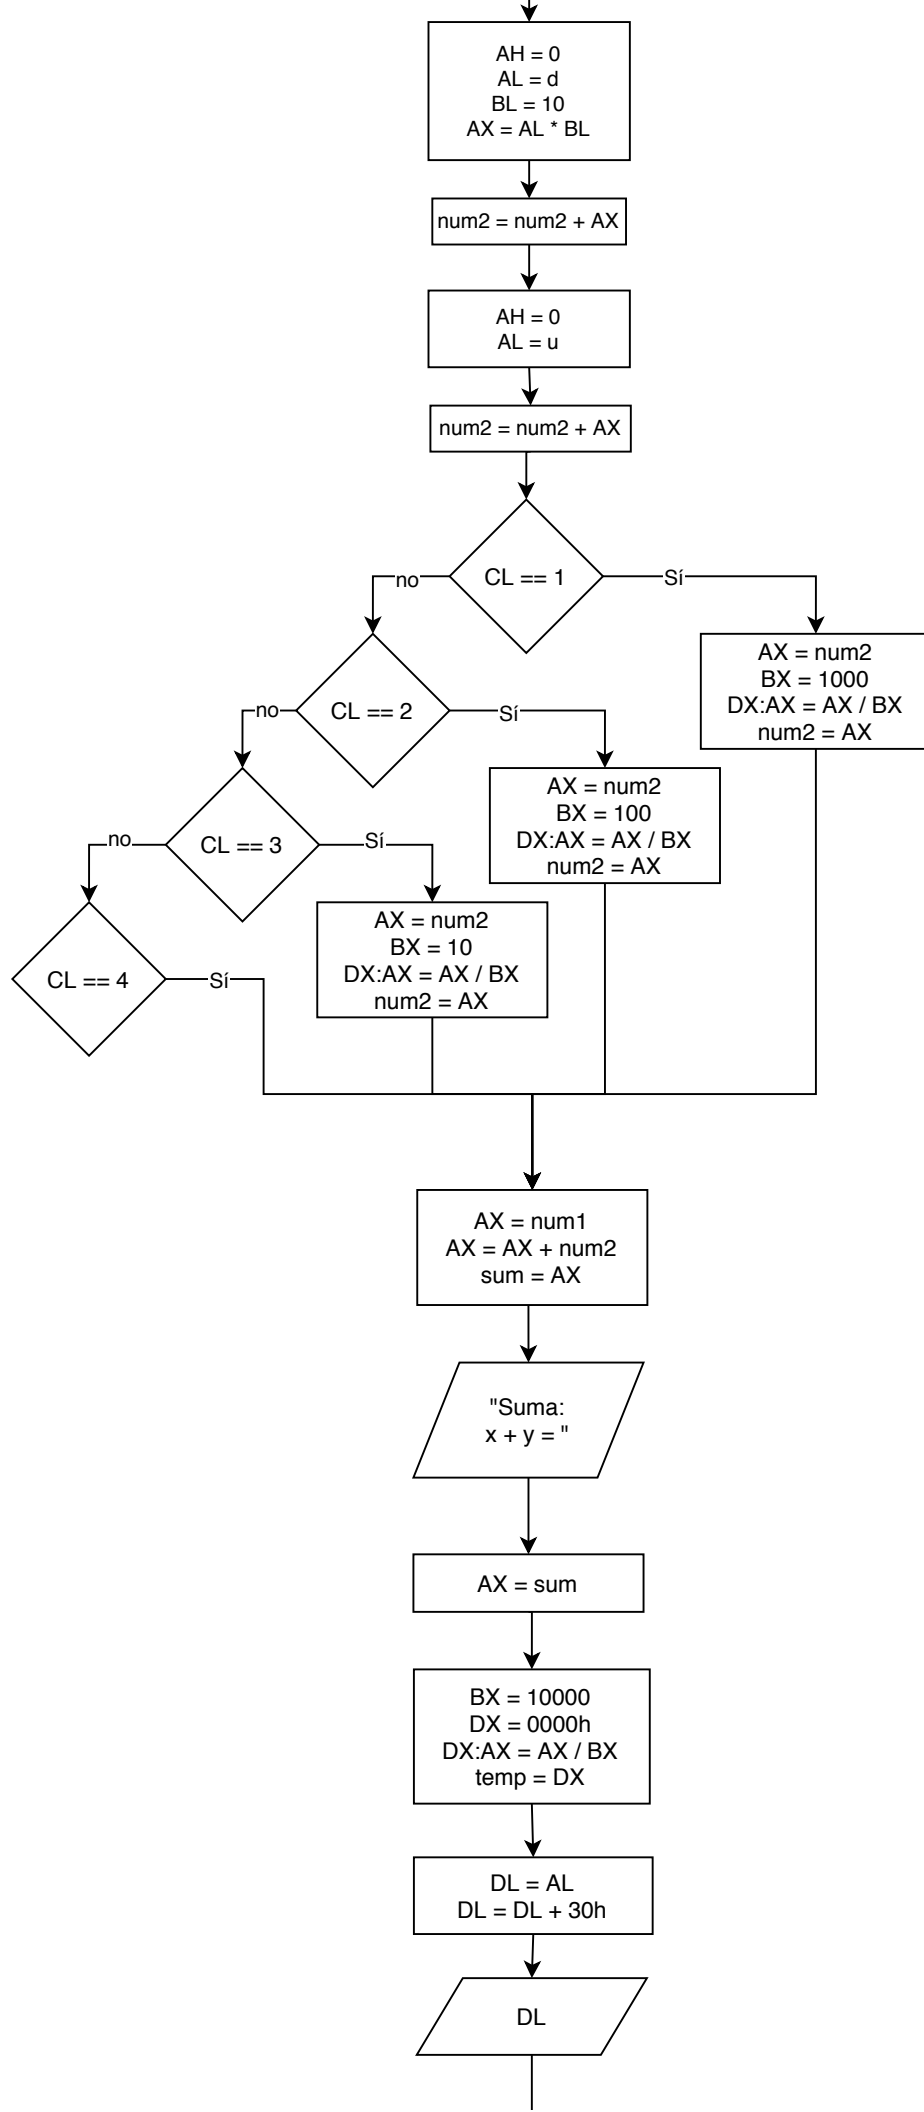 AH = 0
AL = d
BL = 10
AX = AL * BL
num2 = num2 + AX
AH = 0
AL = u
num2 = num2 + AX
CL == 1
no
Sí
AX = num2
BX = 1000
DX:AX = AX / BX
num2 = AX
CL == 2
no
Sí
AX = num2
BX = 100
DX:AX = AX / BX
num2 = AX
CL == 3
no
Sí
AX = num2
BX = 10
DX:AX = AX / BX
num2 = AX
CL == 4
Sí
AX = num1
AX = AX + num2
sum = AX
"Suma:
x + y = "
AX = sum
BX = 10000
DX = 0000h
DX:AX = AX / BX
temp = DX
DL = AL
DL = DL + 30h
DL